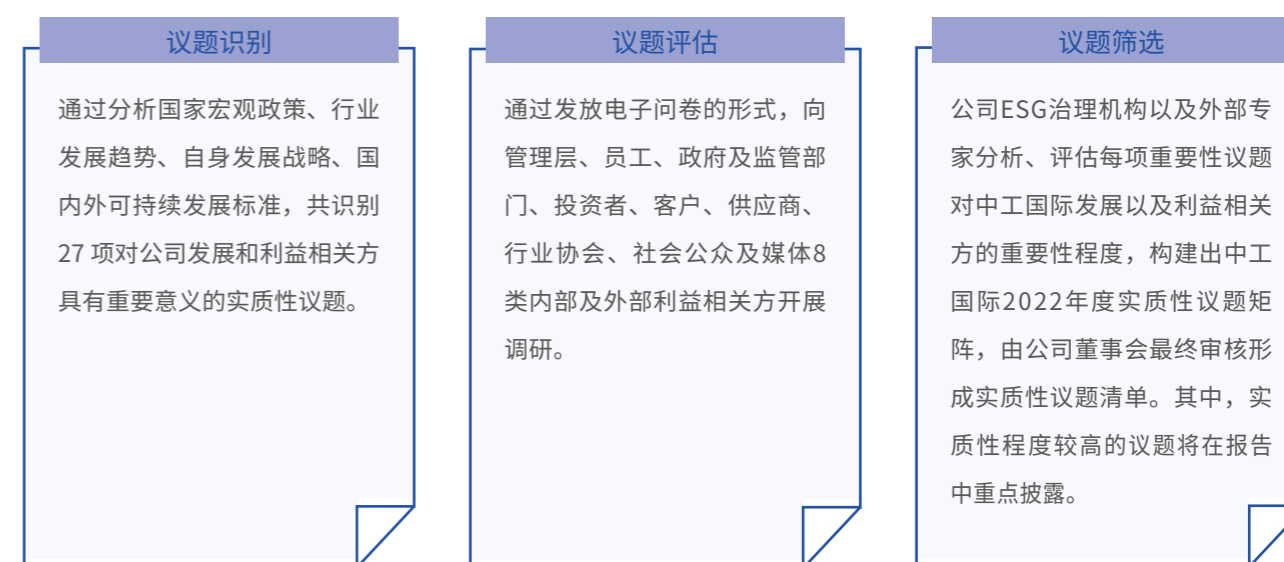 议题识别
通过分析国家宏观政策、行业
发展趋势、自身发展战略、国
内外可持续发展标准，共识别
27 项对公司发展和利益相关方
具有重要意义的实质性议题。
议题评估
通过发放电子问卷的形式，向
管理层、员工、政府及监管部
门、投资者、客户、供应商、
行业协会、社会公众及媒体8
类内部及外部利益相关方开展
调研。
议题筛选
公司ESG治理机构以及外部专
家分析、评估每项重要性议题
对中工国际发展以及利益相关
方的重要性程度，构建出中工
国际2022年度实质性议题矩
阵，由公司董事会最终审核形
成实质性议题清单。其中，实
质性程度较高的议题将在报告
中重点披露。